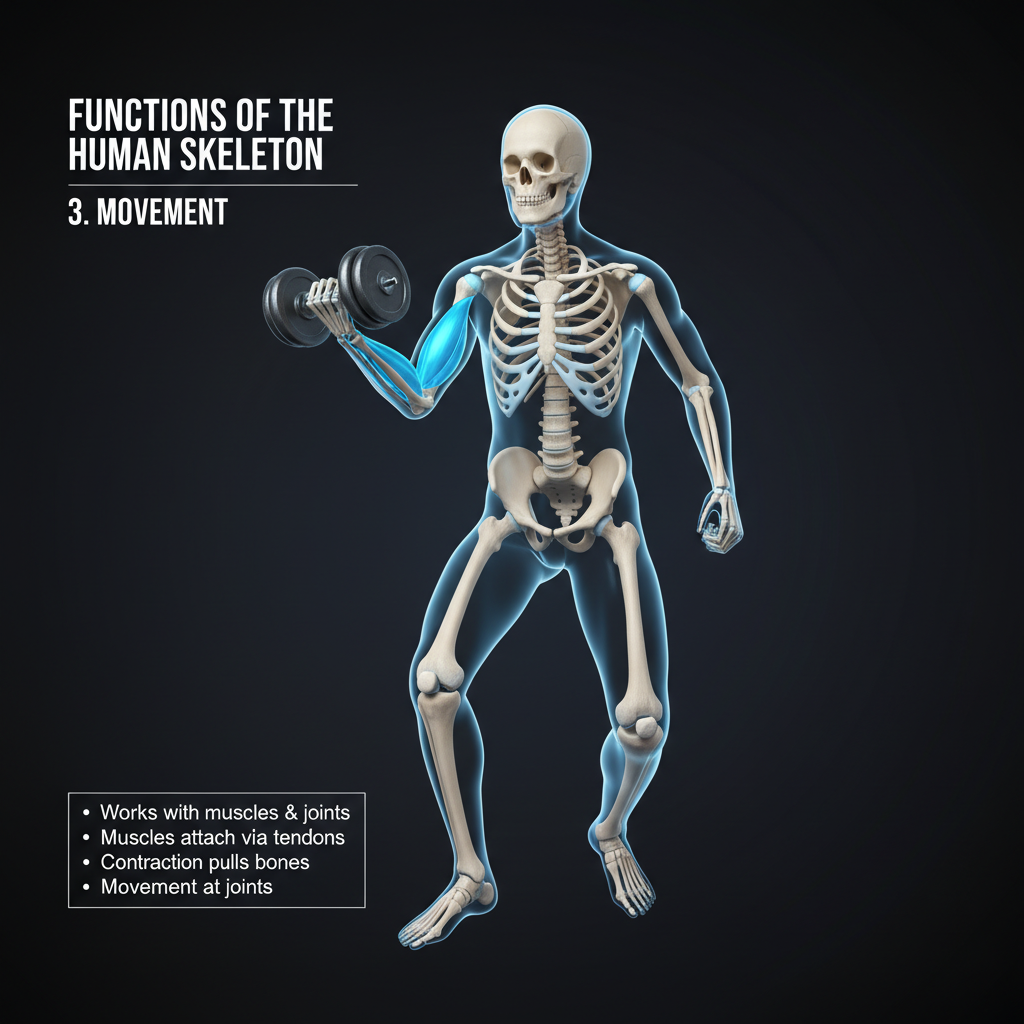 FUNCTIONS OF THE
HUMAN SKELETON
3. MOVEMENT
• Works with muscles & joints
• Muscles attach via tendons
• Contraction pulls bones
• Movement at joints